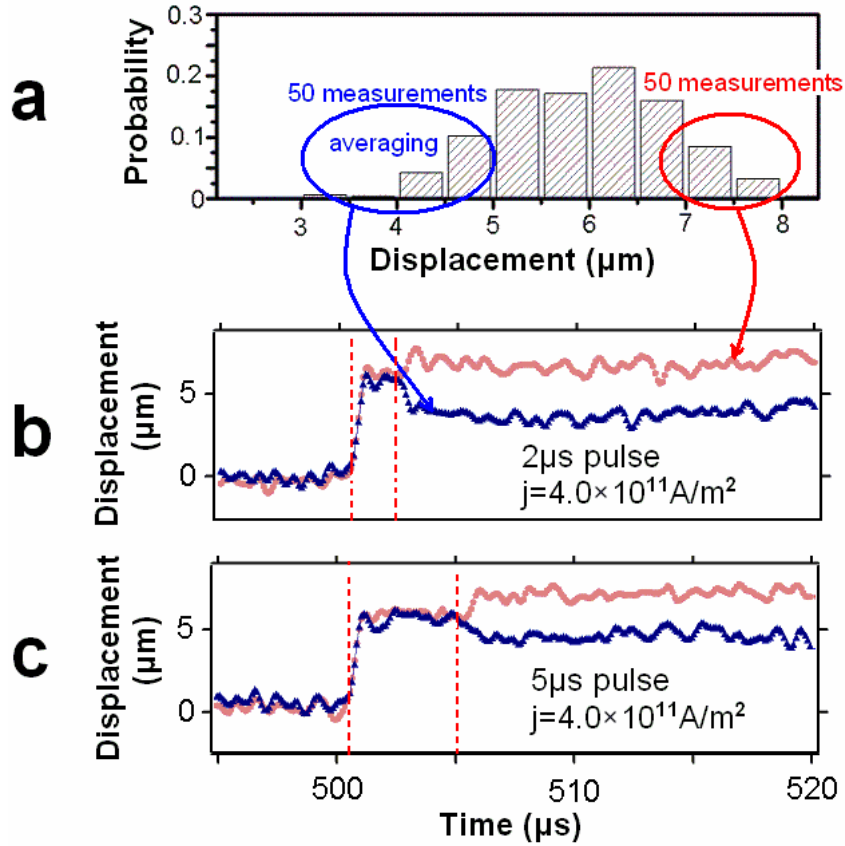 a
Probability
0.3
0.2
0.1
0
50 measurements
averaging
50 measurements
3 4 5 6 7 8
Displacement (μm)
b
Displacement
(μm)
5
0
2μs pulse
j=4.0×10¹¹A/m²
c
Displacement
(μm)
5
0
5μs pulse
j=4.0×10¹¹A/m²
500 510 520
Time (μs)